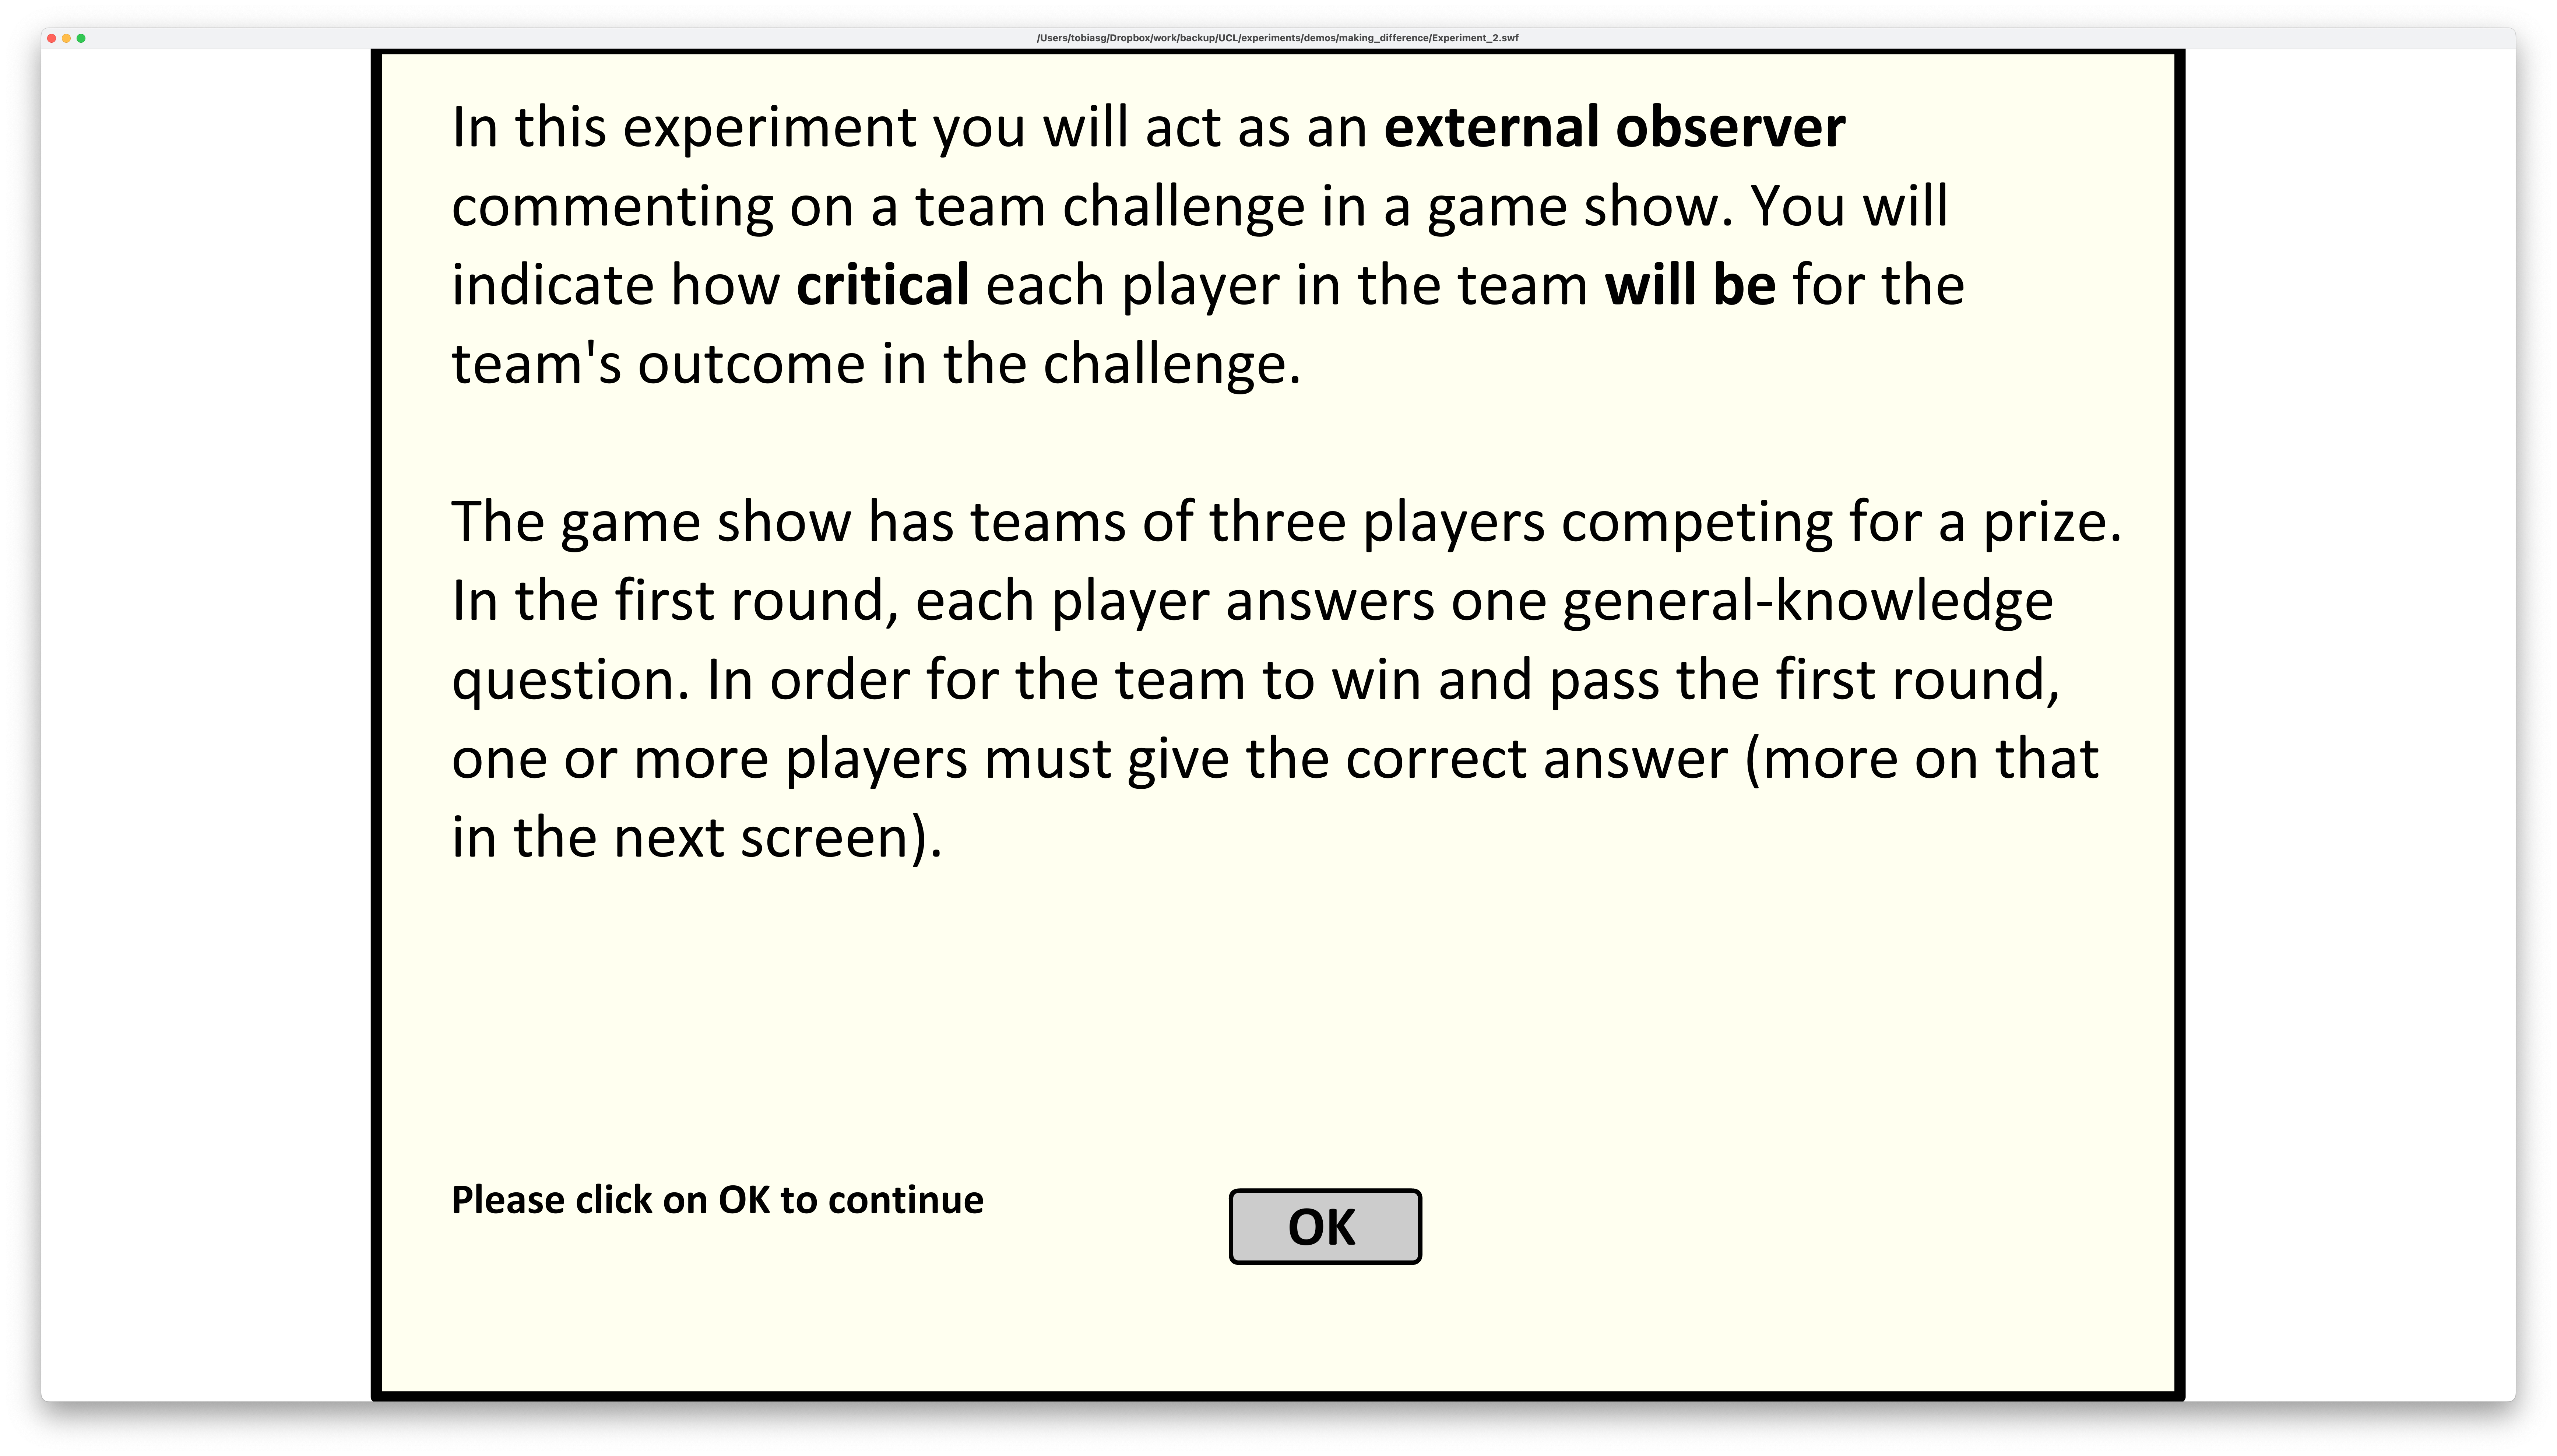 /Users/tobiasg/Dropbox/work/backup/UCL/experiments/demos/making_difference/Experiment_2.swf
In this experiment you will act as an external observer
commenting on a team challenge in a game show. You will
indicate how critical each player in the team will be for the
team's outcome in the challenge.
The game show has teams of three players competing for a prize.
In the first round, each player answers one general-knowledge
question. In order for the team to win and pass the first round,
one or more players must give the correct answer (more on that
in the next screen).
Please click on OK to continue
OK